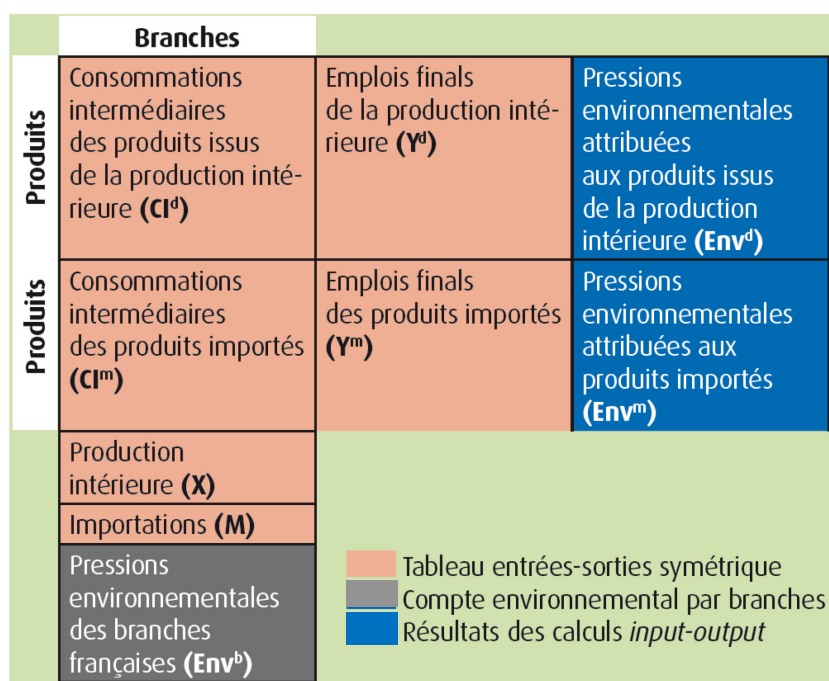 Branches
Produits
Consommations
intermédiaires
des produits issus
de la production inté-
rieure (CIᵈ)
Emplois finals
de la production inté-
rieure (Yᵈ)
Pressions
environnementales
attribuées
aux produits issus
de la production
intérieure (Envᵈ)
Produits
Consommations
intermédiaires
des produits importés
(CIᵐ)
Emplois finals
des produits importés
(Yᵐ)
Pressions
environnementales
attribuées aux
produits importés
(Envᵐ)
Production
intérieure (X)
Importations (M)
Pressions
environnementales
des branches
françaises (Envᵇ)
Tableau entrées-sorties symétrique
Compte environnemental par branches
Résultats des calculs input-output